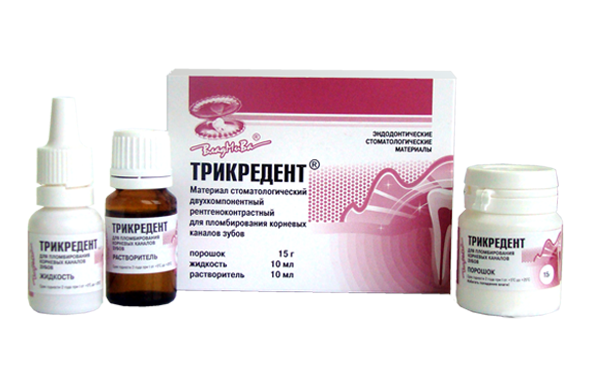 ВладМиВа®
ЭНДОДОНТИЧЕСКИЕ
СТОМАТОЛОГИЧЕСКИЕ
МАТЕРИАЛЫ
ТРИКРЕДЕНТ®
Материал стоматологический
двухкомпонентный
рентгеноконтрастный
для пломбирования корневых
каналов зубов
порошок 15 г
жидкость 10 мл
растворитель 10 мл
ТРИКРЕДЕНТ
ДЛЯ ПЛОМБИРОВАНИЯ
КОРНЕВЫХ КАНАЛОВ
ЗУБОВ
ЖИДКОСТЬ
ТРИКРЕДЕНТ
ДЛЯ ПЛОМБИРОВАНИЯ
КОРНЕВЫХ КАНАЛОВ
ЗУБОВ
РАСТВОРИТЕЛЬ
ТРИКРЕДЕНТ
ДЛЯ ПЛОМБИРОВАНИЯ
КОРНЕВЫХ КАНАЛОВ
ЗУБОВ
ПОРОШОК
15